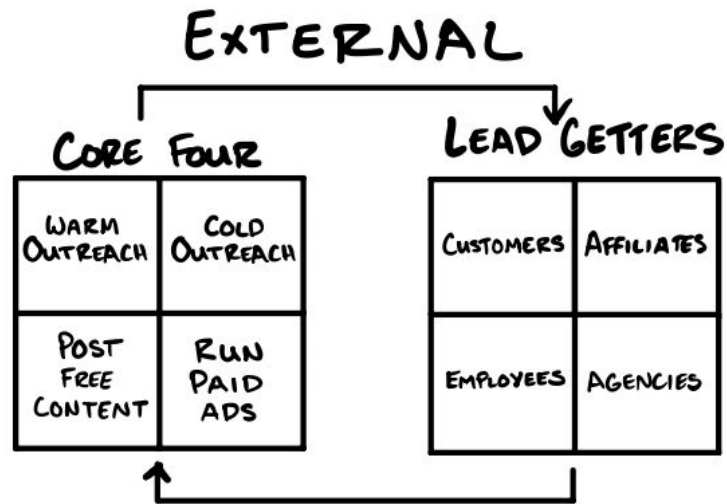 EXTERNAL
CORE FOUR
LEAD GETTERS
WARM
OUTREACH
COLD
OUTREACH
POST
FREE
CONTENT
RUN
PAID
ADS
CUSTOMERS
AFFILIATES
EMPLOYEES
AGENCIES